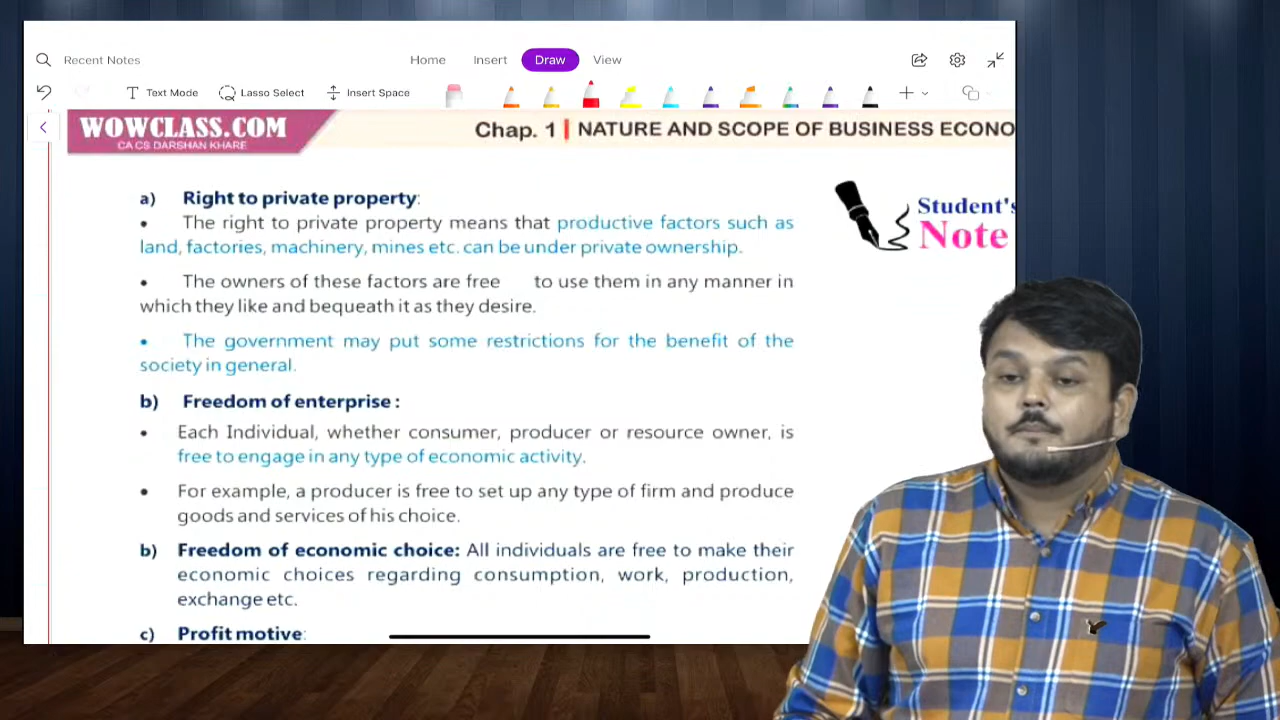 Recent Notes
Home Insert Draw View
Text Mode Lasso Select Insert Space
WOWCLASS.COM
CA CS DARSHAN KHARE
Chap. 1 | NATURE AND SCOPE OF BUSINESS ECONO
Student's
Note
a) Right to private property:
• The right to private property means that productive factors such as
land, factories, machinery, mines etc. can be under private ownership.
• The owners of these factors are free to use them in any manner in
which they like and bequeath it as they desire.
• The government may put some restrictions for the benefit of the
society in general.
b) Freedom of enterprise :
• Each Individual, whether consumer, producer or resource owner, is
free to engage in any type of economic activity.
• For example, a producer is free to set up any type of firm and produce
goods and services of his choice.
b) Freedom of economic choice: All individuals are free to make their
economic choices regarding consumption, work, production,
exchange etc.
c) Profit motive: